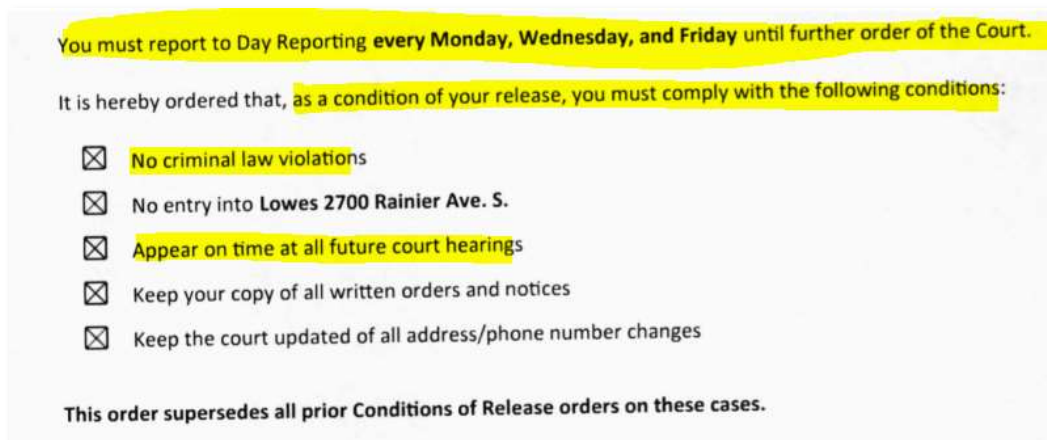 You must report to Day Reporting every Monday, Wednesday, and Friday until further order of the Court.
It is hereby ordered that, as a condition of your release, you must comply with the following conditions:
☒ No criminal law violations
☒ No entry into Lowes 2700 Rainier Ave. S.
☒ Appear on time at all future court hearings
☒ Keep your copy of all written orders and notices
☒ Keep the court updated of all address/phone number changes
This order supersedes all prior Conditions of Release orders on these cases.